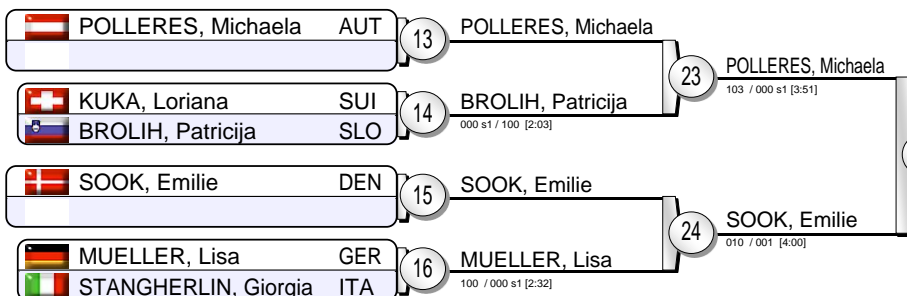 POLLERES, Michaela AUT
13
POLLERES, Michaela
KUKA, Loriana SUI
BROLIH, Patricija SLO
14
BROLIH, Patricija
000 s1 / 100 [2:03]
23
POLLERES, Michaela
103 / 000 s1 [3:51]
SOOK, Emilie DEN
15
SOOK, Emilie
MUELLER, Lisa GER
STANGHERLIN, Giorgia ITA
16
MUELLER, Lisa
100 / 000 s1 [2:32]
24
SOOK, Emilie
010 / 001 [4:00]